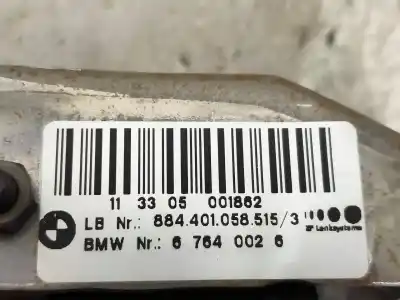 11 33 05 001862
LB Nr.: 884.401.058.515/3
ZF Lenksysteme
BMW Nr.: 6 764 002 6